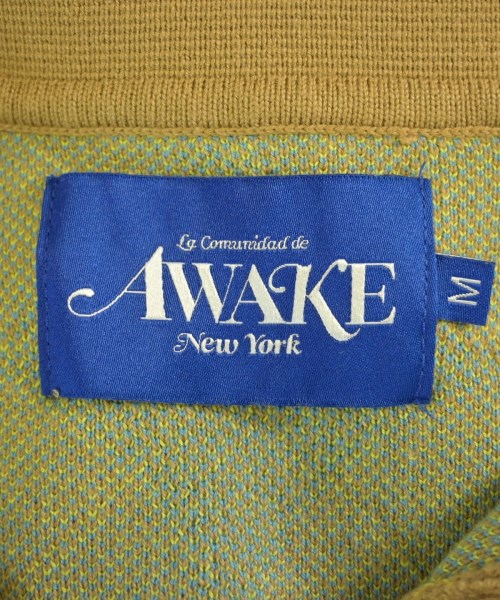 La Comunidad de
AWAKE
New York
M